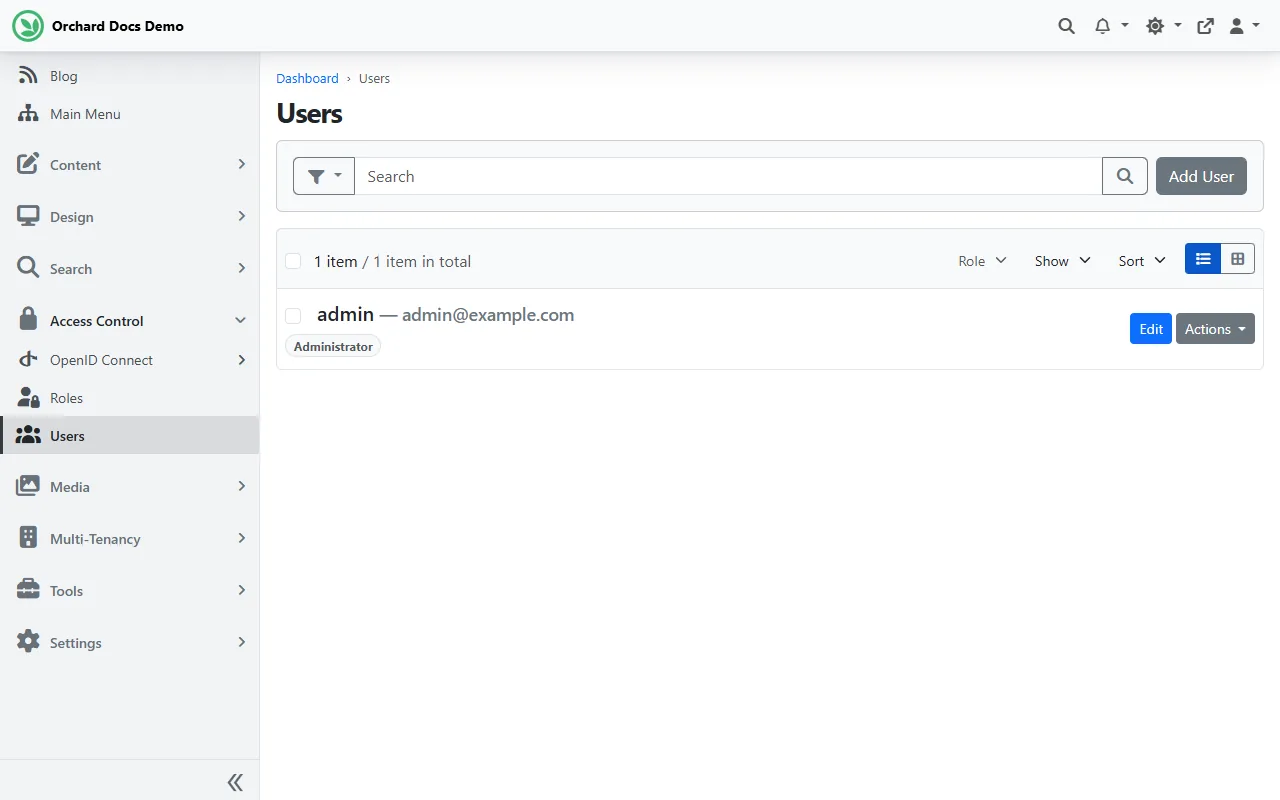 Orchard Docs Demo
Blog
Main Menu
Content
Design
Search
Access Control
OpenID Connect
Roles
Users
Media
Multi-Tenancy
Tools
Settings
Dashboard › Users
Users
Search
Add User
1 item / 1 item in total
Role
Show
Sort
admin — admin@example.com
Administrator
Edit
Actions